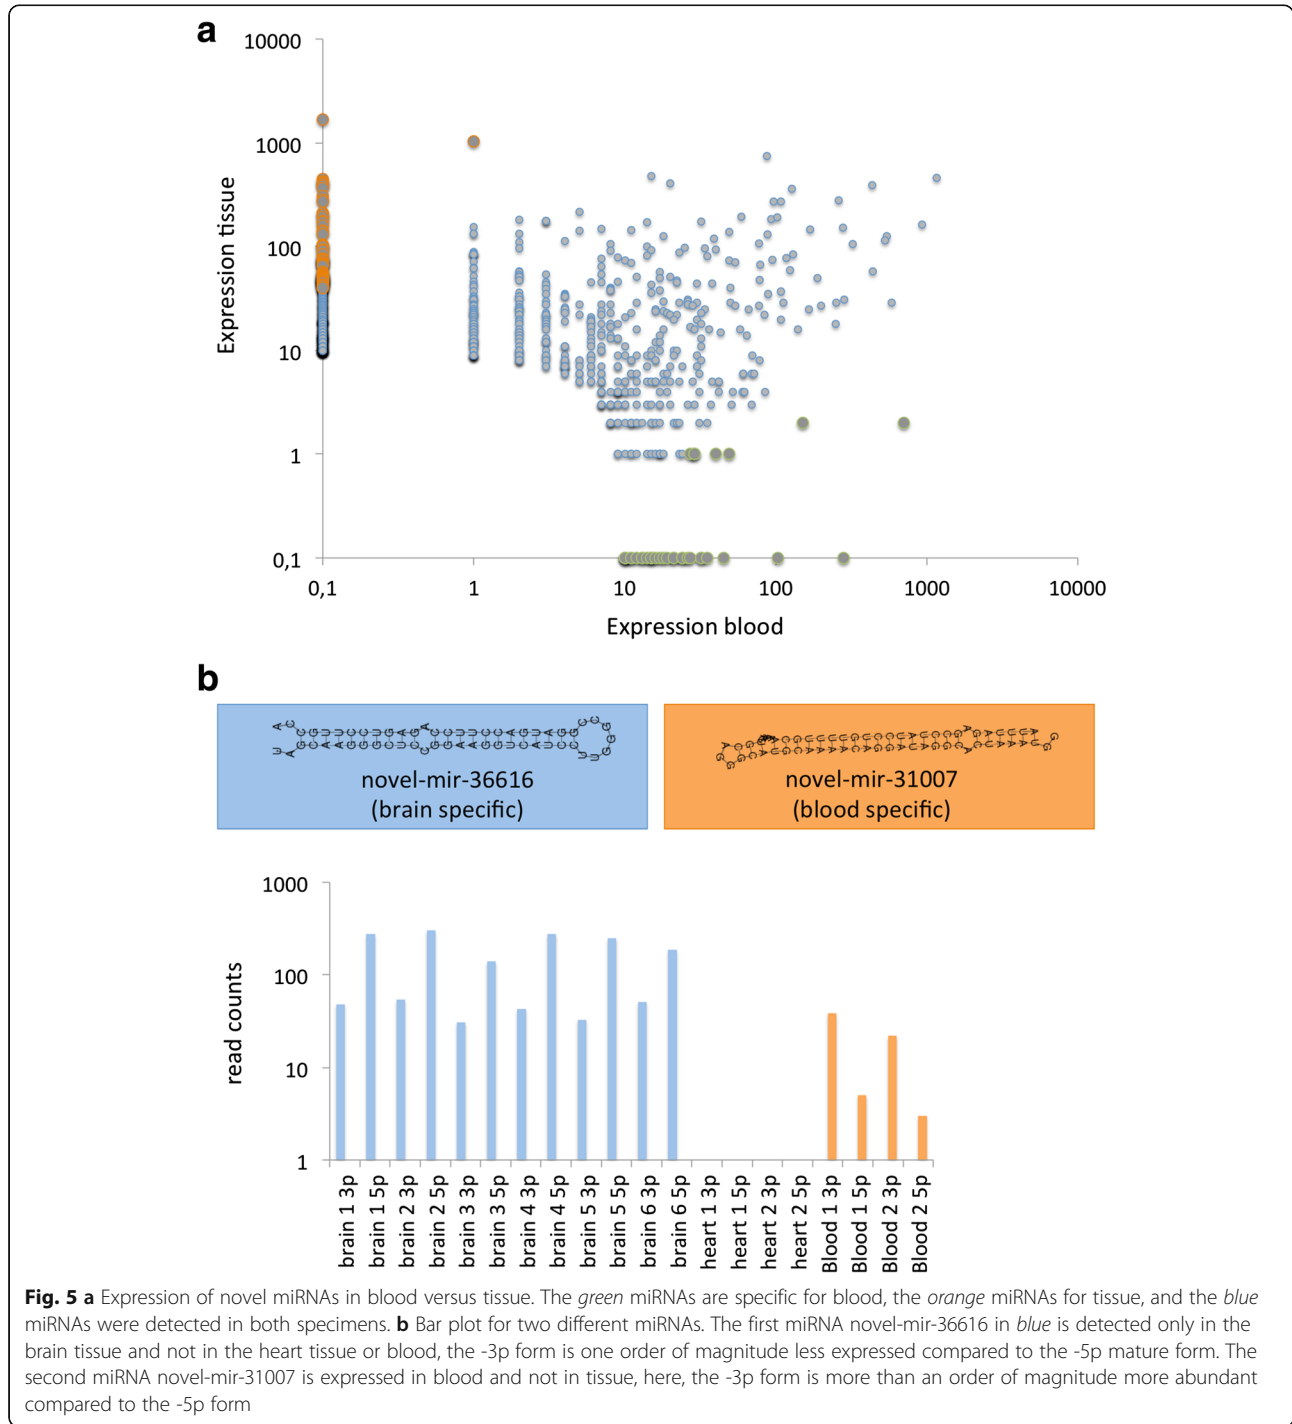 a
10000
1000
100
10
1
0,1
Expression tissue
0,1 1 10 100 1000 10000
Expression blood
b
novel-mir-36616
(brain specific)
novel-mir-31007
(blood specific)
1000
100
10
1
read counts
brain 1 3p
brain 1 5p
brain 2 3p
brain 2 5p
brain 3 3p
brain 3 5p
brain 4 3p
brain 4 5p
brain 5 3p
brain 5 5p
brain 6 3p
brain 6 5p
heart 1 3p
heart 1 5p
heart 2 3p
heart 2 5p
Blood 1 3p
Blood 1 5p
Blood 2 3p
Blood 2 5p
Fig. 5 a Expression of novel miRNAs in blood versus tissue. The green miRNAs are specific for blood, the orange miRNAs for tissue, and the blue
miRNAs were detected in both specimens. b Bar plot for two different miRNAs. The first miRNA novel-mir-36616 in blue is detected only in the
brain tissue and not in the heart tissue or blood, the -3p form is one order of magnitude less expressed compared to the -5p mature form. The
second miRNA novel-mir-31007 is expressed in blood and not in tissue, here, the -3p form is more than an order of magnitude more abundant
compared to the -5p form